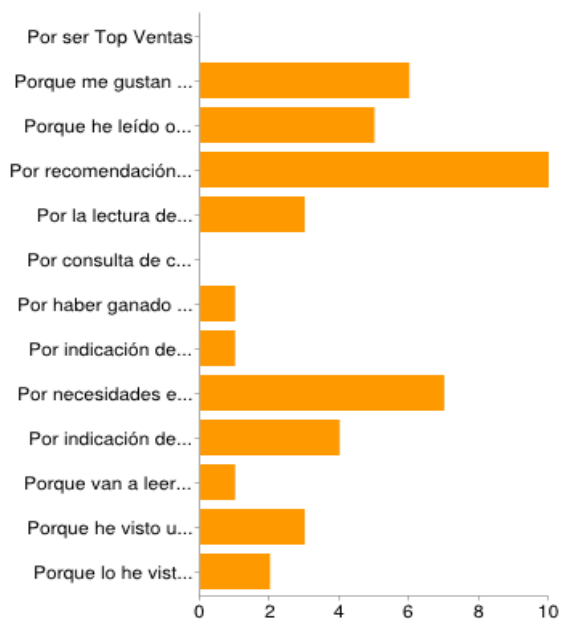 Por ser Top Ventas
Porque me gustan ...
Porque he leído o...
Por recomendación...
Por la lectura de...
Por consulta de c...
Por haber ganado ...
Por indicación de...
Por necesidades e...
Por indicación de...
Porque van a leer...
Porque he visto u...
Porque lo he vist...
0 2 4 6 8 10